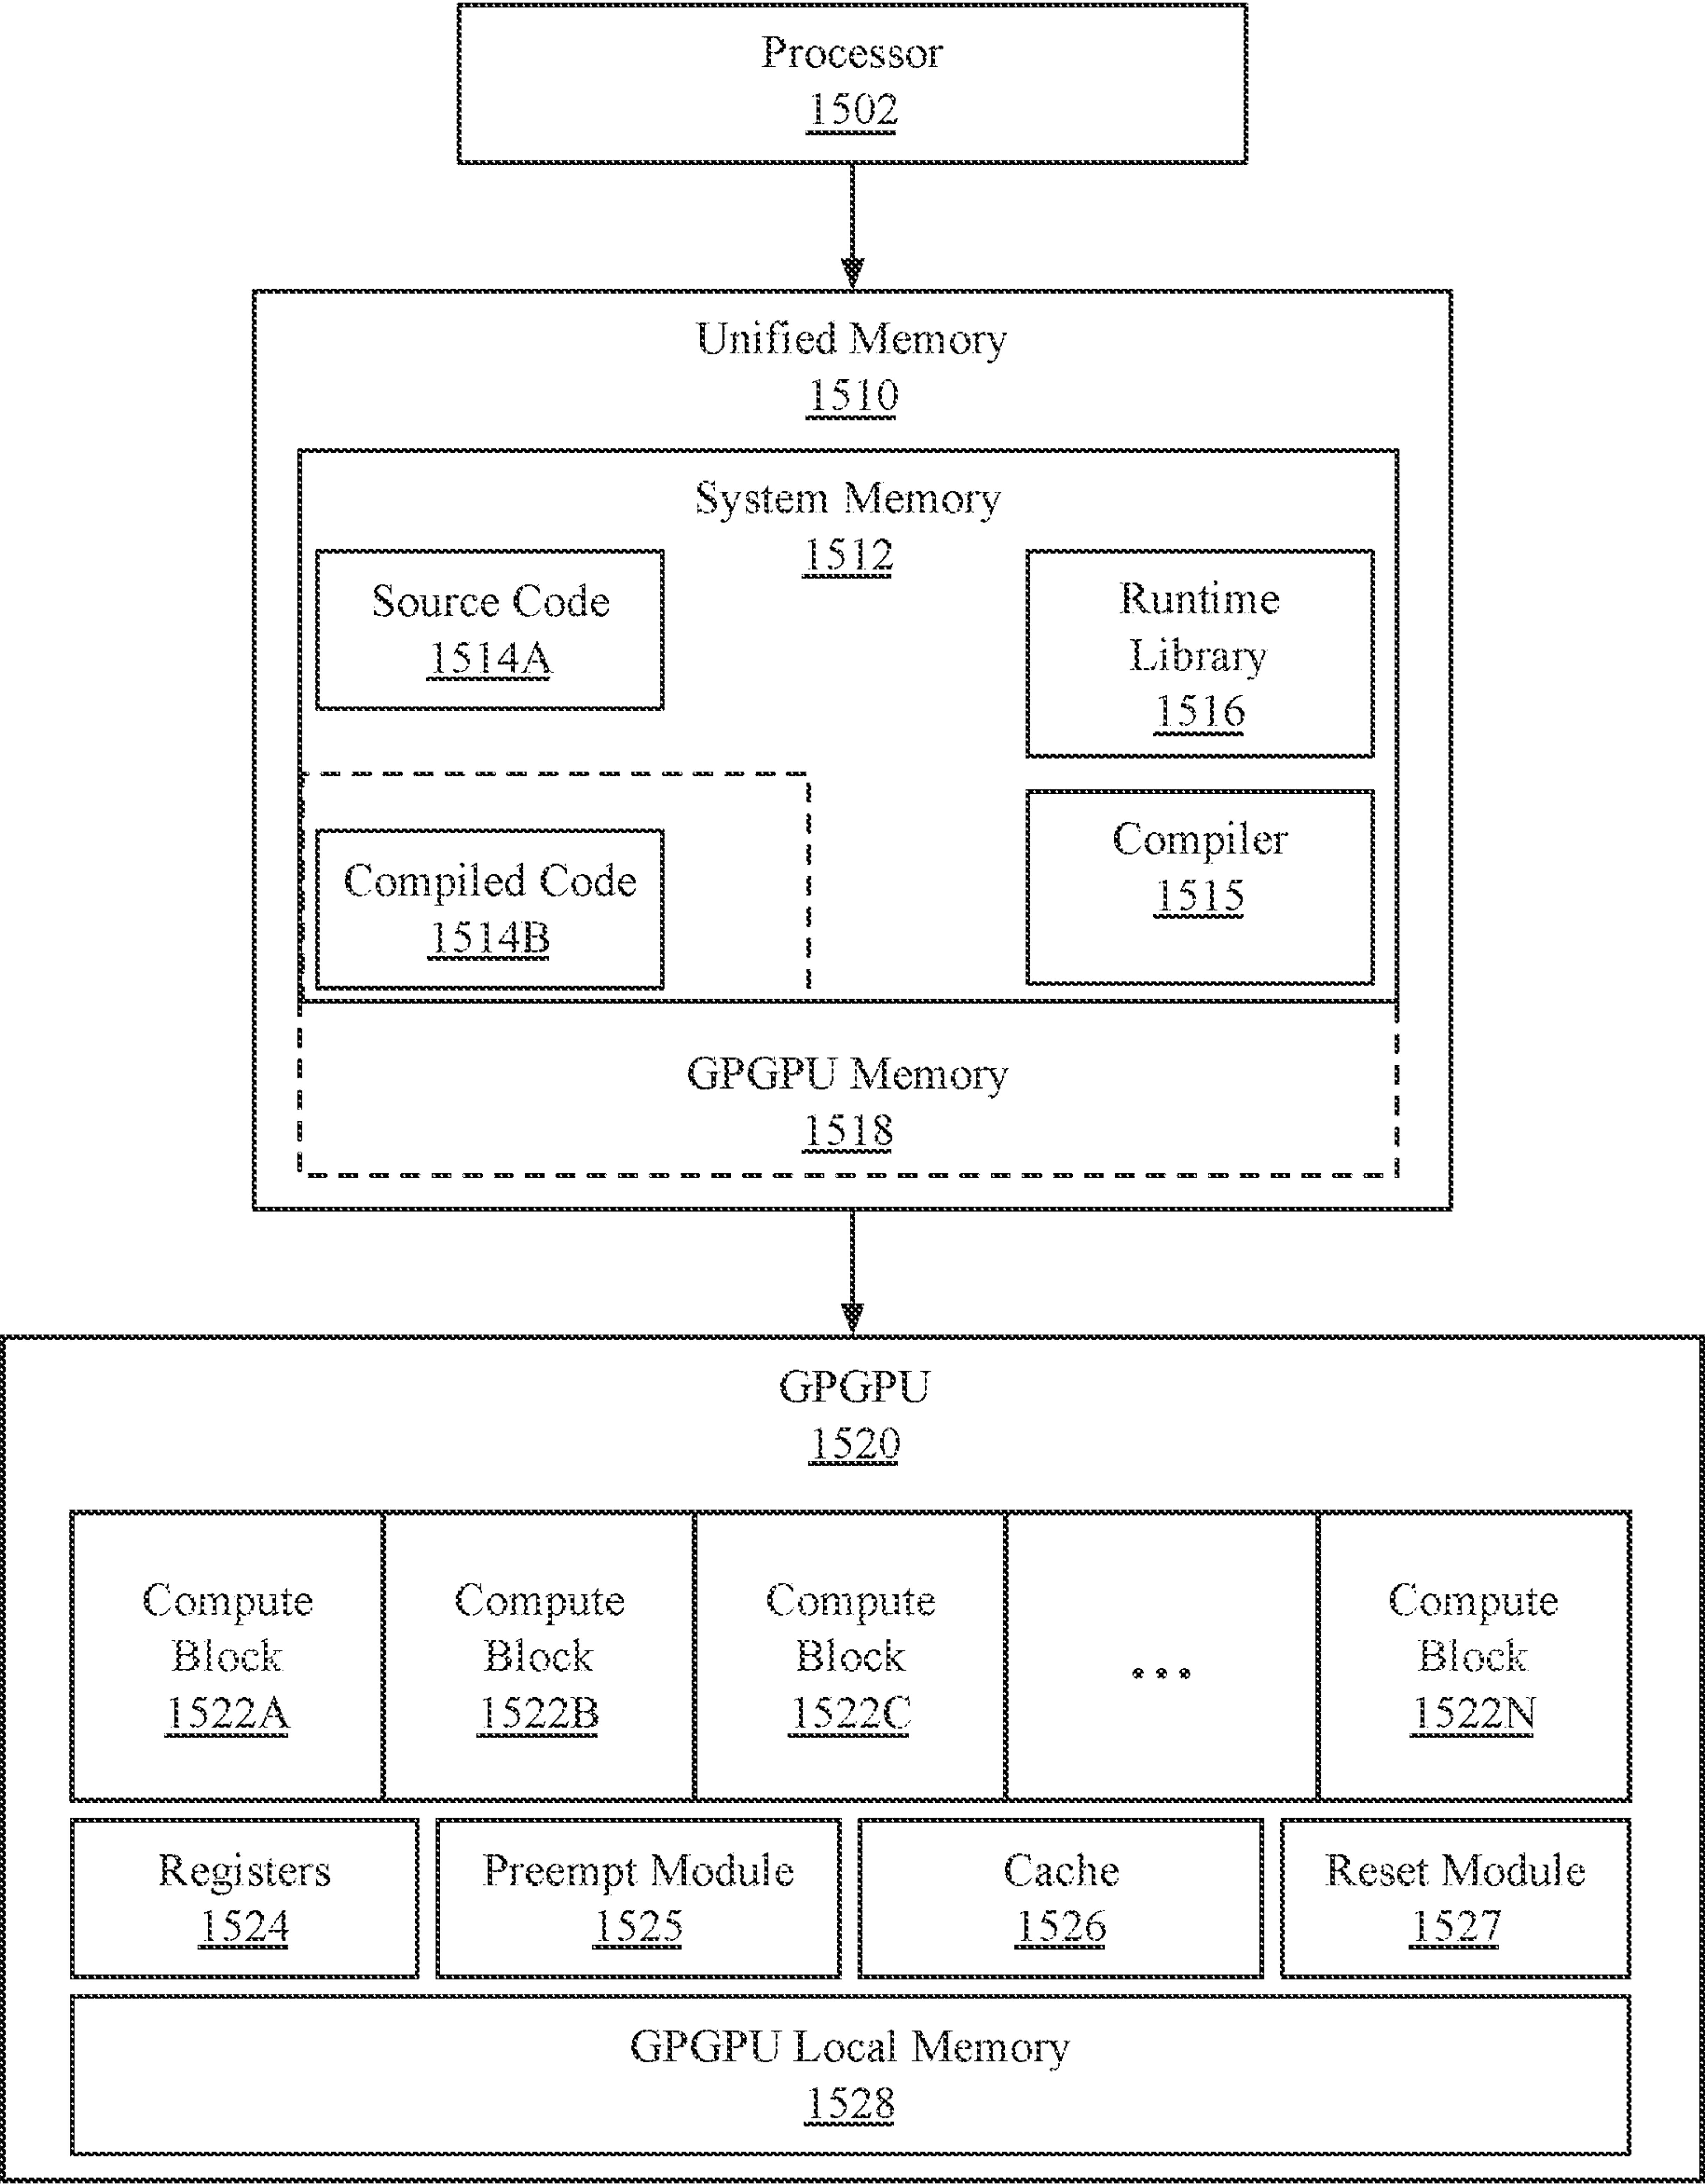 Processor
1502
Unified Memory
1510
System Memory
1512
Source Code
1514A
Runtime
Library
1516
Compiled Code
1514B
Compiler
1515
GPGPU Memory
1518
GPGPU
1520
Compute
Block
1522A
Compute
Block
1522B
Compute
Block
1522C
...
Compute
Block
1522N
Registers
1524
Preempt Module
1525
Cache
1526
Reset Module
1527
GPGPU Local Memory
1528